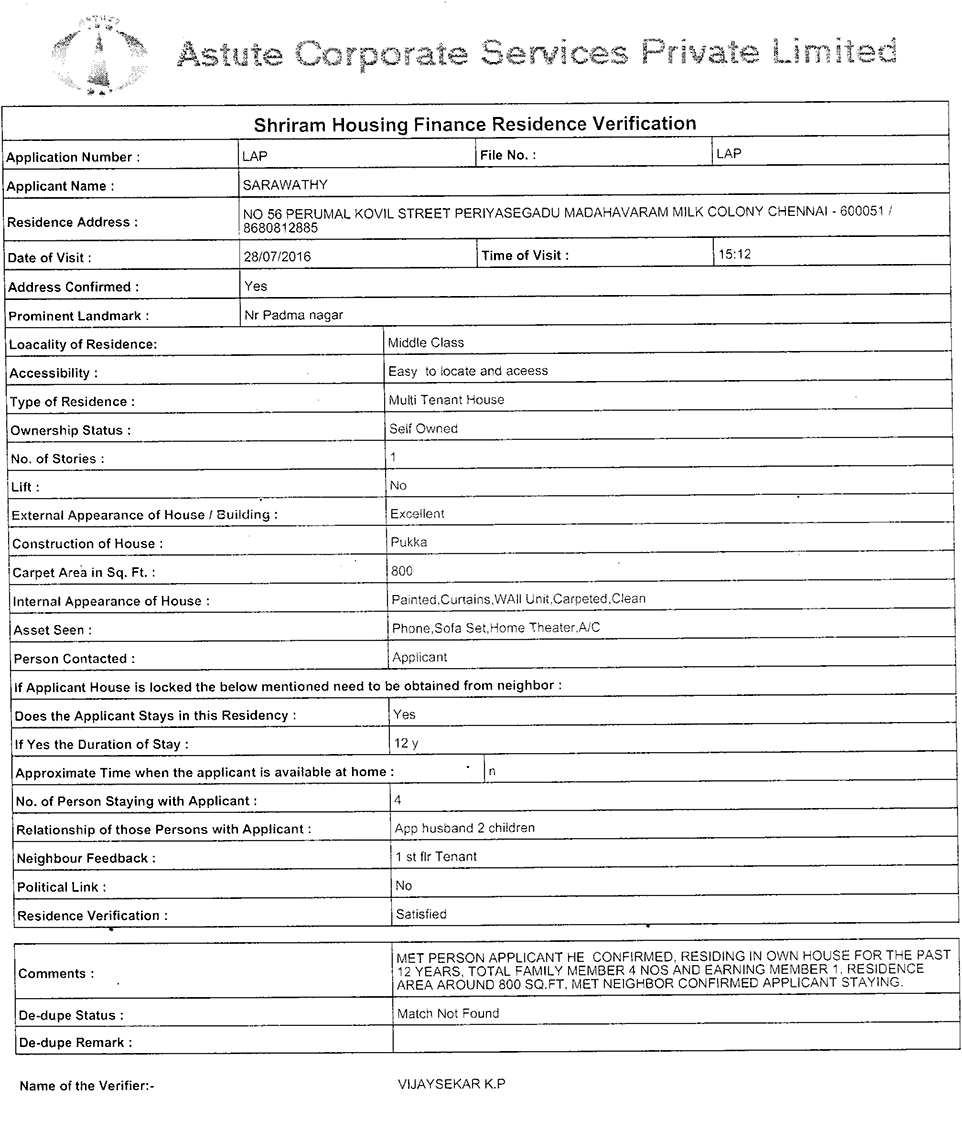 ASTUTE
Astute Corporate Services Private Limited
Shriram Housing Finance Residence Verification
Application Number : LAP File No. : LAP
Applicant Name : SARAWATHY
Residence Address : NO 56 PERUMAL KOVIL STREET PERIYASEGADU MADAHAVARAM MILK COLONY CHENNAI - 600051 /
8680812885
Date of Visit : 28/07/2016 Time of Visit : 15:12
Address Confirmed : Yes
Prominent Landmark : Nr Padma nagar
Loacality of Residence: Middle Class
Accessibility : Easy to locate and aceess
Type of Residence : Multi Tenant House
Ownership Status : Self Owned
No. of Stories : 1
Lift : No
External Appearance of House / Building : Excellent
Construction of House : Pukka
Carpet Area in Sq. Ft. : 800
Internal Appearance of House : Painted,Curtains,WAll Unit,Carpeted,Clean
Asset Seen : Phone,Sofa Set,Home Theater,A/C
Person Contacted : Applicant
If Applicant House is locked the below mentioned need to be obtained from neighbor :
Does the Applicant Stays in this Residency : Yes
If Yes the Duration of Stay : 12 y
Approximate Time when the applicant is available at home : n
No. of Person Staying with Applicant : 4
Relationship of those Persons with Applicant : App husband 2 children
Neighbour Feedback : 1 st flr Tenant
Political Link : No
Residence Verification : Satisfied
Comments : MET PERSON APPLICANT HE CONFIRMED, RESIDING IN OWN HOUSE FOR THE PAST
12 YEARS, TOTAL FAMILY MEMBER 4 NOS AND EARNING MEMBER 1. RESIDENCE
AREA AROUND 800 SQ.FT. MET NEIGHBOR CONFIRMED APPLICANT STAYING.
De-dupe Status : Match Not Found
De-dupe Remark :
Name of the Verifier:- VIJAYSEKAR K.P